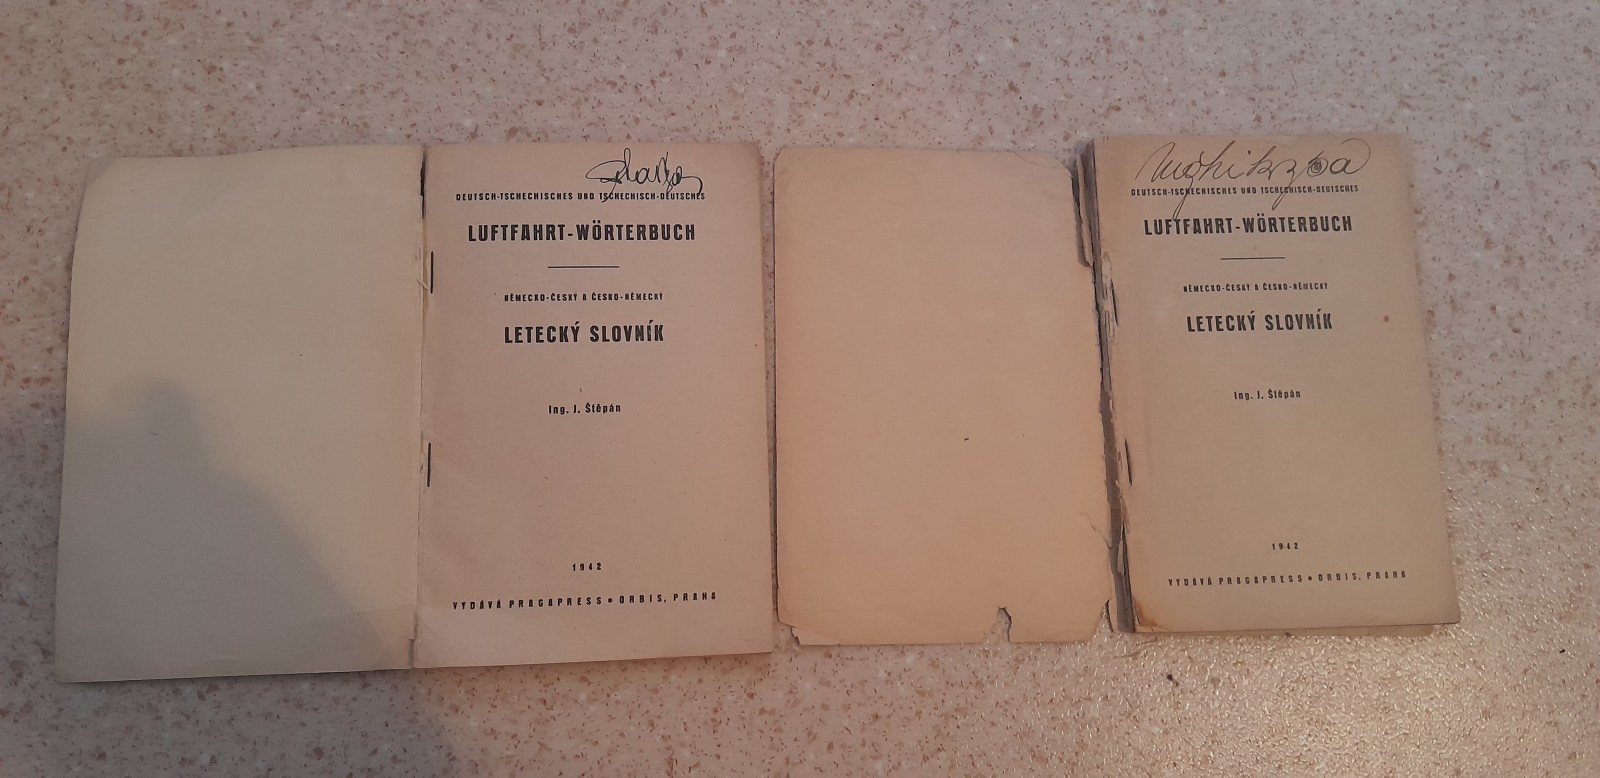 DEUTSCH-TSCHECHISCHES UND TSCHECHISCH-DEUTSCHES
LUFTFAHRT-WÖRTERBUCH
NĚMECKO-ČESKÝ A ČESKO-NĚMECKÝ
LETECKÝ SLOVNÍK
Ing. J. Štěpán
1942
VYDÁVÁ PRAGAPRESS • ORBIS, PRAHA
DEUTSCH-TSCHECHISCHES UND TSCHECHISCH-DEUTSCHES
LUFTFAHRT-WÖRTERBUCH
NĚMECKO-ČESKÝ A ČESKO-NĚMECKÝ
LETECKÝ SLOVNÍK
Ing. J. Štěpán
1942
VYDÁVÁ PRAGAPRESS • ORBIS, PRAHA